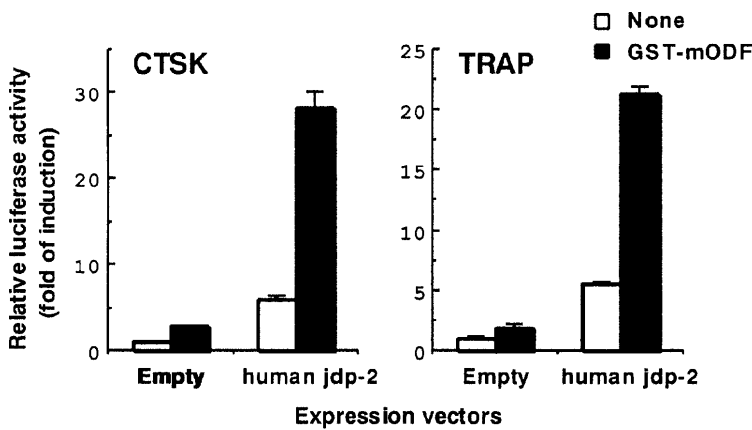 None
GST-mODF
CTSK
TRAP
Relative luciferase activity
(fold of induction)
30
20
10
0
25
20
15
10
5
0
Empty
human jdp-2
Empty
human jdp-2
Expression vectors